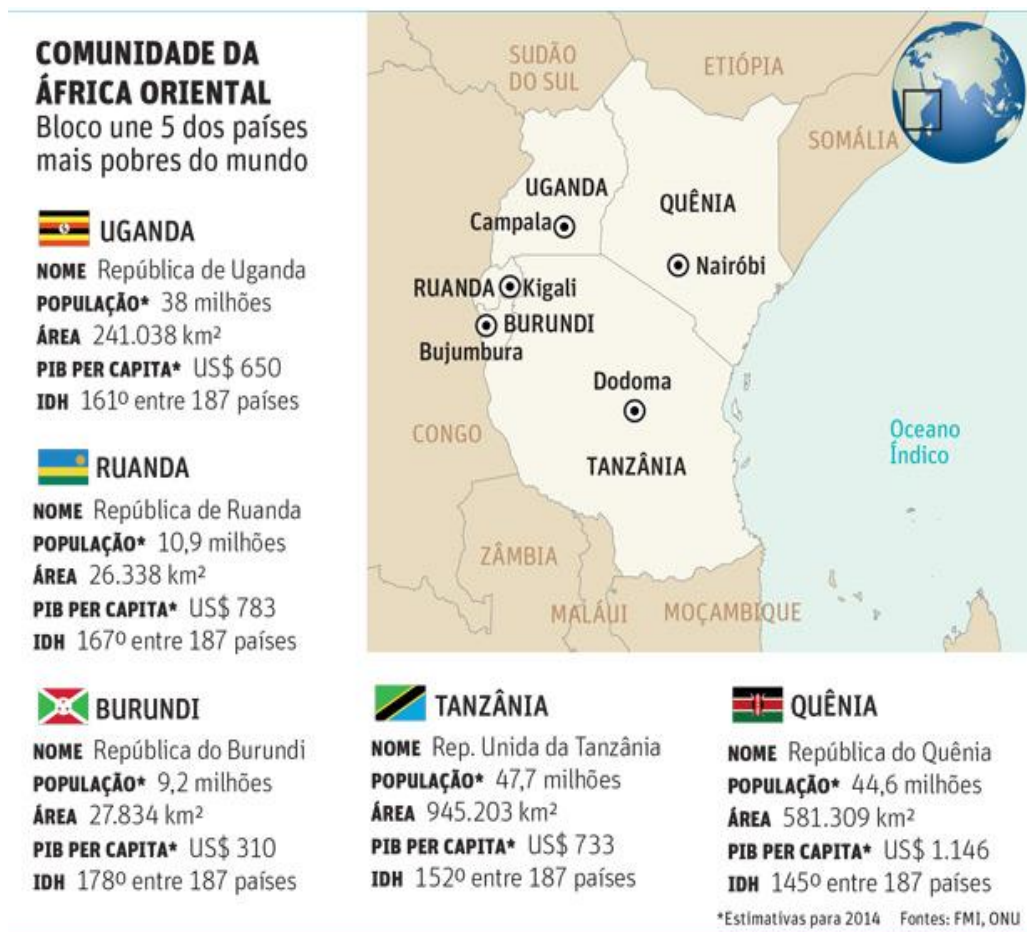 COMUNIDADE DA
ÁFRICA ORIENTAL
Bloco une 5 dos países
mais pobres do mundo
UGANDA
NOME República de Uganda
POPULAÇÃO* 38 milhões
ÁREA 241.038 km²
PIB PER CAPITA* US$ 650
IDH 161º entre 187 países
RUANDA
NOME República de Ruanda
POPULAÇÃO* 10,9 milhões
ÁREA 26.338 km²
PIB PER CAPITA* US$ 783
IDH 167º entre 187 países
BURUNDI
NOME República do Burundi
POPULAÇÃO* 9,2 milhões
ÁREA 27.834 km²
PIB PER CAPITA* US$ 310
IDH 178º entre 187 países
SUDÃO
DO SUL
ETIÓPIA
SOMÁLIA
UGANDA
Campala
QUÊNIA
Nairóbi
RUANDA
Kigali
BURUNDI
Bujumbura
Dodoma
CONGO
TANZÂNIA
Oceano
Índico
ZÂMBIA
MALÁUI
MOÇAMBIQUE
TANZÂNIA
NOME Rep. Unida da Tanzânia
POPULAÇÃO* 47,7 milhões
ÁREA 945.203 km²
PIB PER CAPITA* US$ 733
IDH 152º entre 187 países
QUÊNIA
NOME República do Quênia
POPULAÇÃO* 44,6 milhões
ÁREA 581.309 km²
PIB PER CAPITA* US$ 1.146
IDH 145º entre 187 países
*Estimativas para 2014 Fontes: FMI, ONU